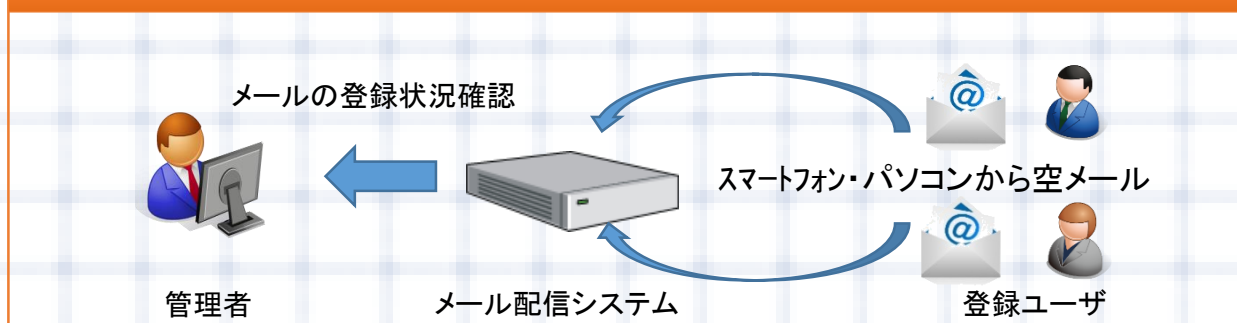 メールの登録状況確認
スマートフォン・パソコンから空メール
管理者
メール配信システム
登録ユーザ